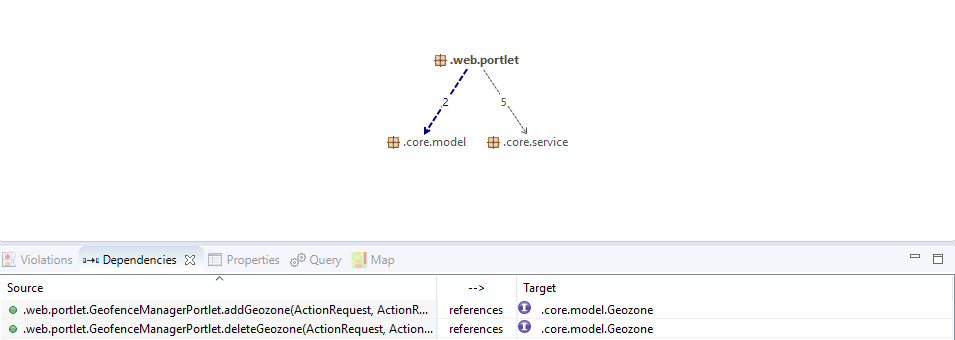 .web.portlet
2 5
.core.model .core.service
Violations Dependencies Properties Query Map
Source --> Target
.web.portlet.GeofenceManagerPortlet.addGeozone(ActionRequest, ActionR... references .core.model.Geozone
.web.portlet.GeofenceManagerPortlet.deleteGeozone(ActionRequest, Action... references .core.model.Geozone